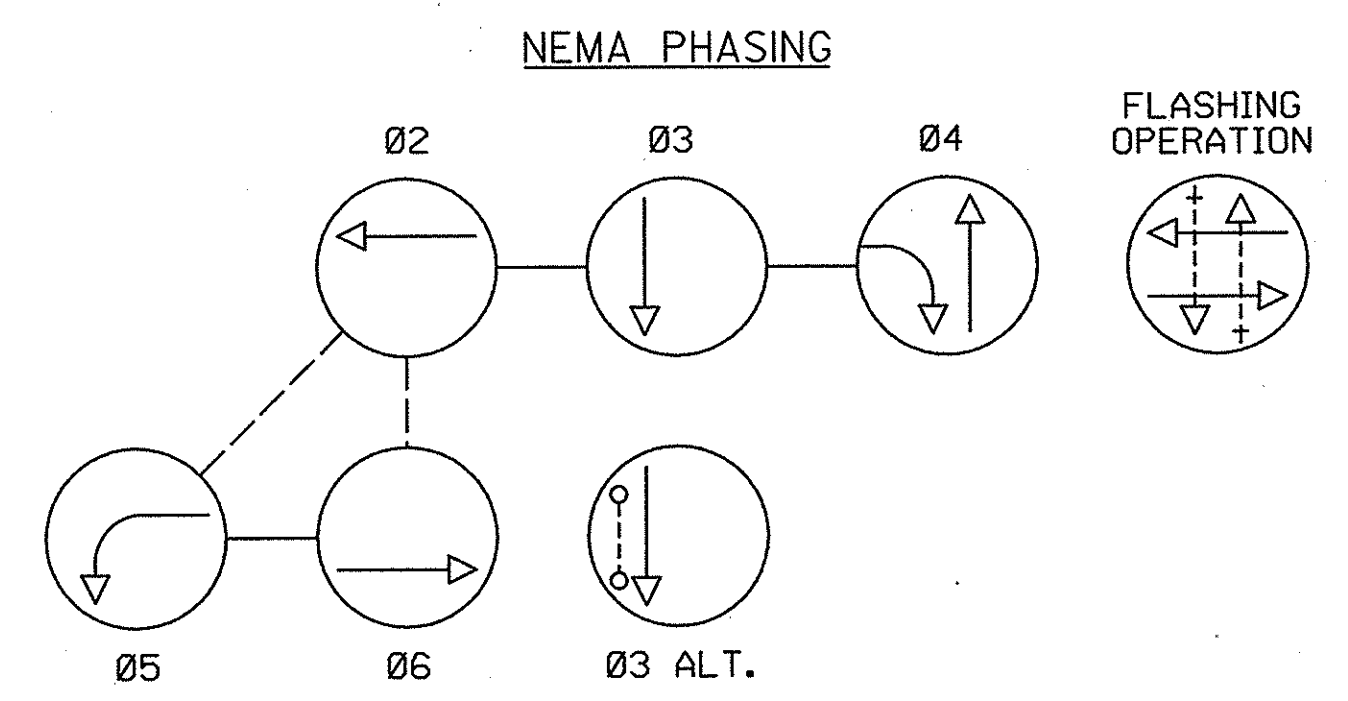 NEMA PHASING
FLASHING
OPERATION
Ø2
Ø3
Ø4
Ø5
Ø6
Ø3 ALT.